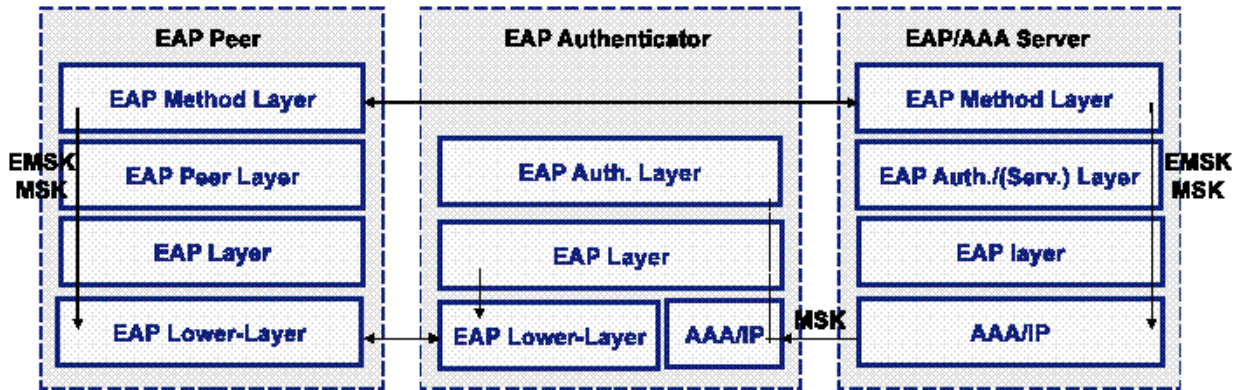 EAP Peer
EAP Method Layer
EMSK
MSK
EAP Peer Layer
EAP Layer
EAP Lower-Layer
EAP Authenticator
EAP Auth. Layer
EAP Layer
EAP Lower-Layer
AAA/IP
MSK
EAP/AAA Server
EAP Method Layer
EAP Auth./(Serv.) Layer
EMSK
MSK
EAP layer
AAA/IP